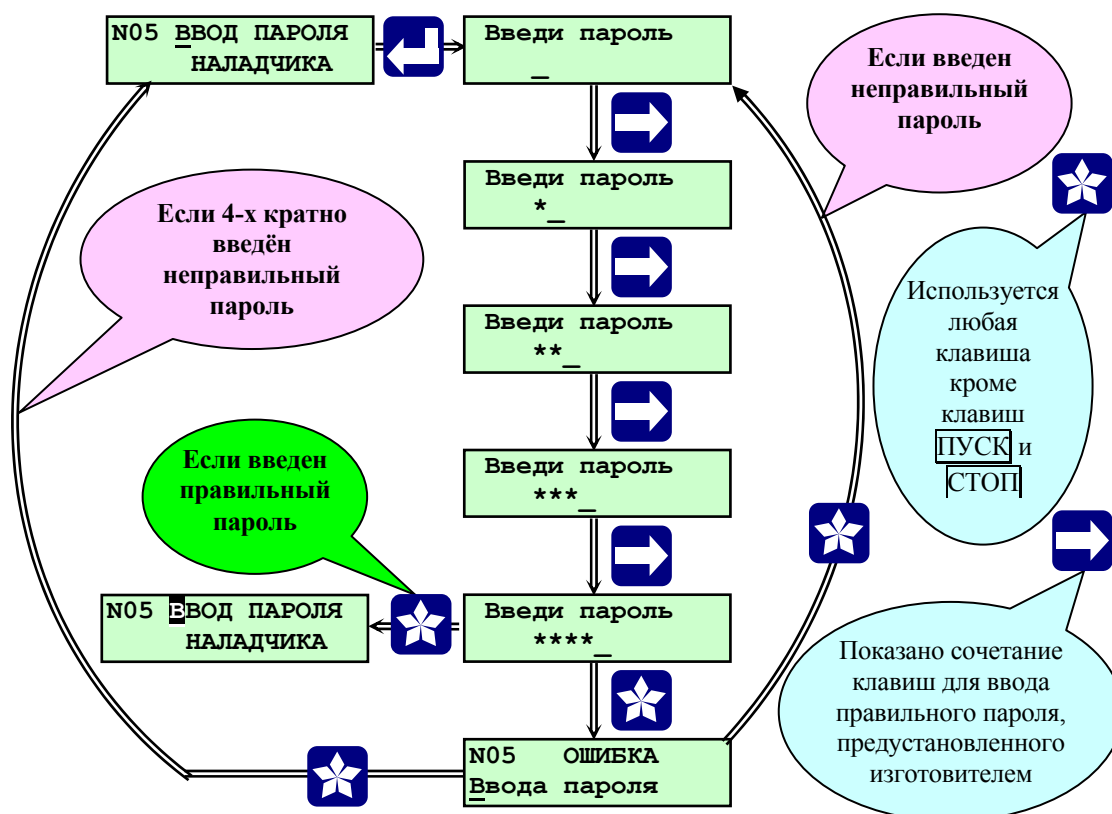 N05 ВВОД ПАРОЛЯ
НАЛАДЧИКА
Введи пароль
_
Если введен
неправильный
пароль
Введи пароль
*_
Если 4-х кратно
введён
неправильный
пароль
Используется
любая
клавиша
кроме
клавиш
ПУСК и
СТОП
Введи пароль
**_
Если введен
правильный
пароль
Введи пароль
***_
N05 ВВОД ПАРОЛЯ
НАЛАДЧИКА
Введи пароль
****_
Показано сочетание
клавиш для ввода
правильного пароля,
предустановленного
изготовителем
N05 ОШИБКА
Ввода пароля